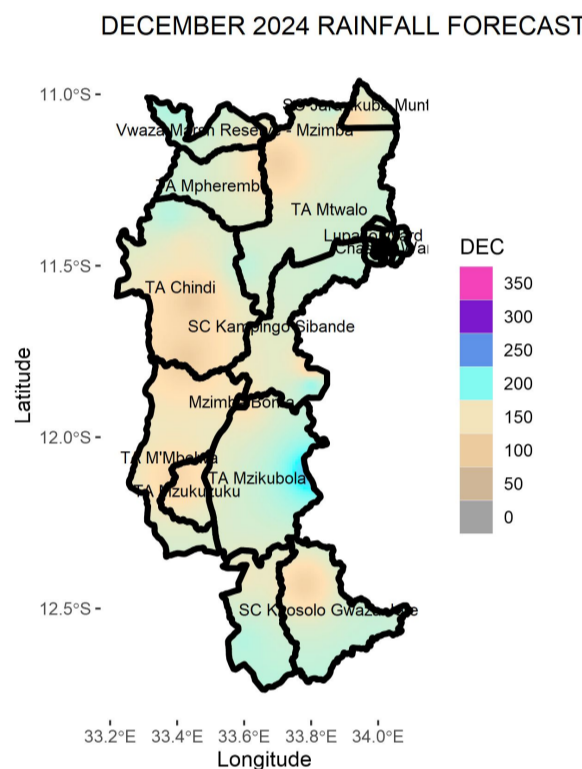 DECEMBER 2024 RAINFALL FORECAST
11.0°S
Vwaza Marsh Reserve - Mzimba
TA Mpherembe
TA Mtwalo
11.5°S
TA Chindi
SC Kampingo Sibande
Mzimba Boma
12.0°S
TA M'Mbelwa
TA Mzikubola
TA Mzukuzuku
12.5°S
SC Khosolo
33.2°E 33.4°E 33.6°E 33.8°E 34.0°E
Longitude
Latitude
DEC
350
300
250
200
150
100
50
0